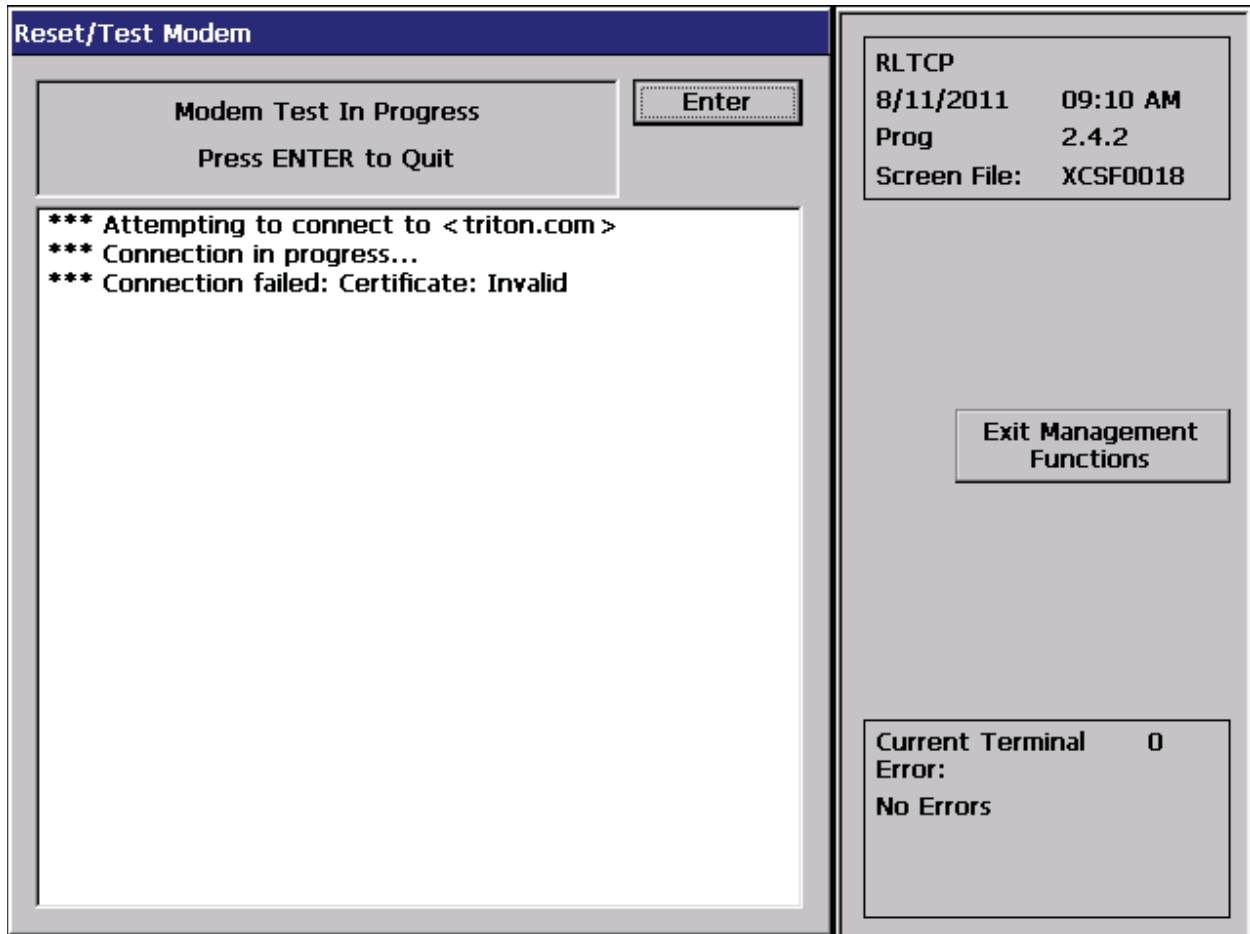 Reset/Test Modem
Modem Test In Progress
Press ENTER to Quit
Enter
*** Attempting to connect to <triton.com>
*** Connection in progress...
*** Connection failed: Certificate: Invalid
RLTCP
8/11/2011 09:10 AM
Prog 2.4.2
Screen File: XCSF0018
Exit Management
Functions
Current Terminal 0
Error:
No Errors